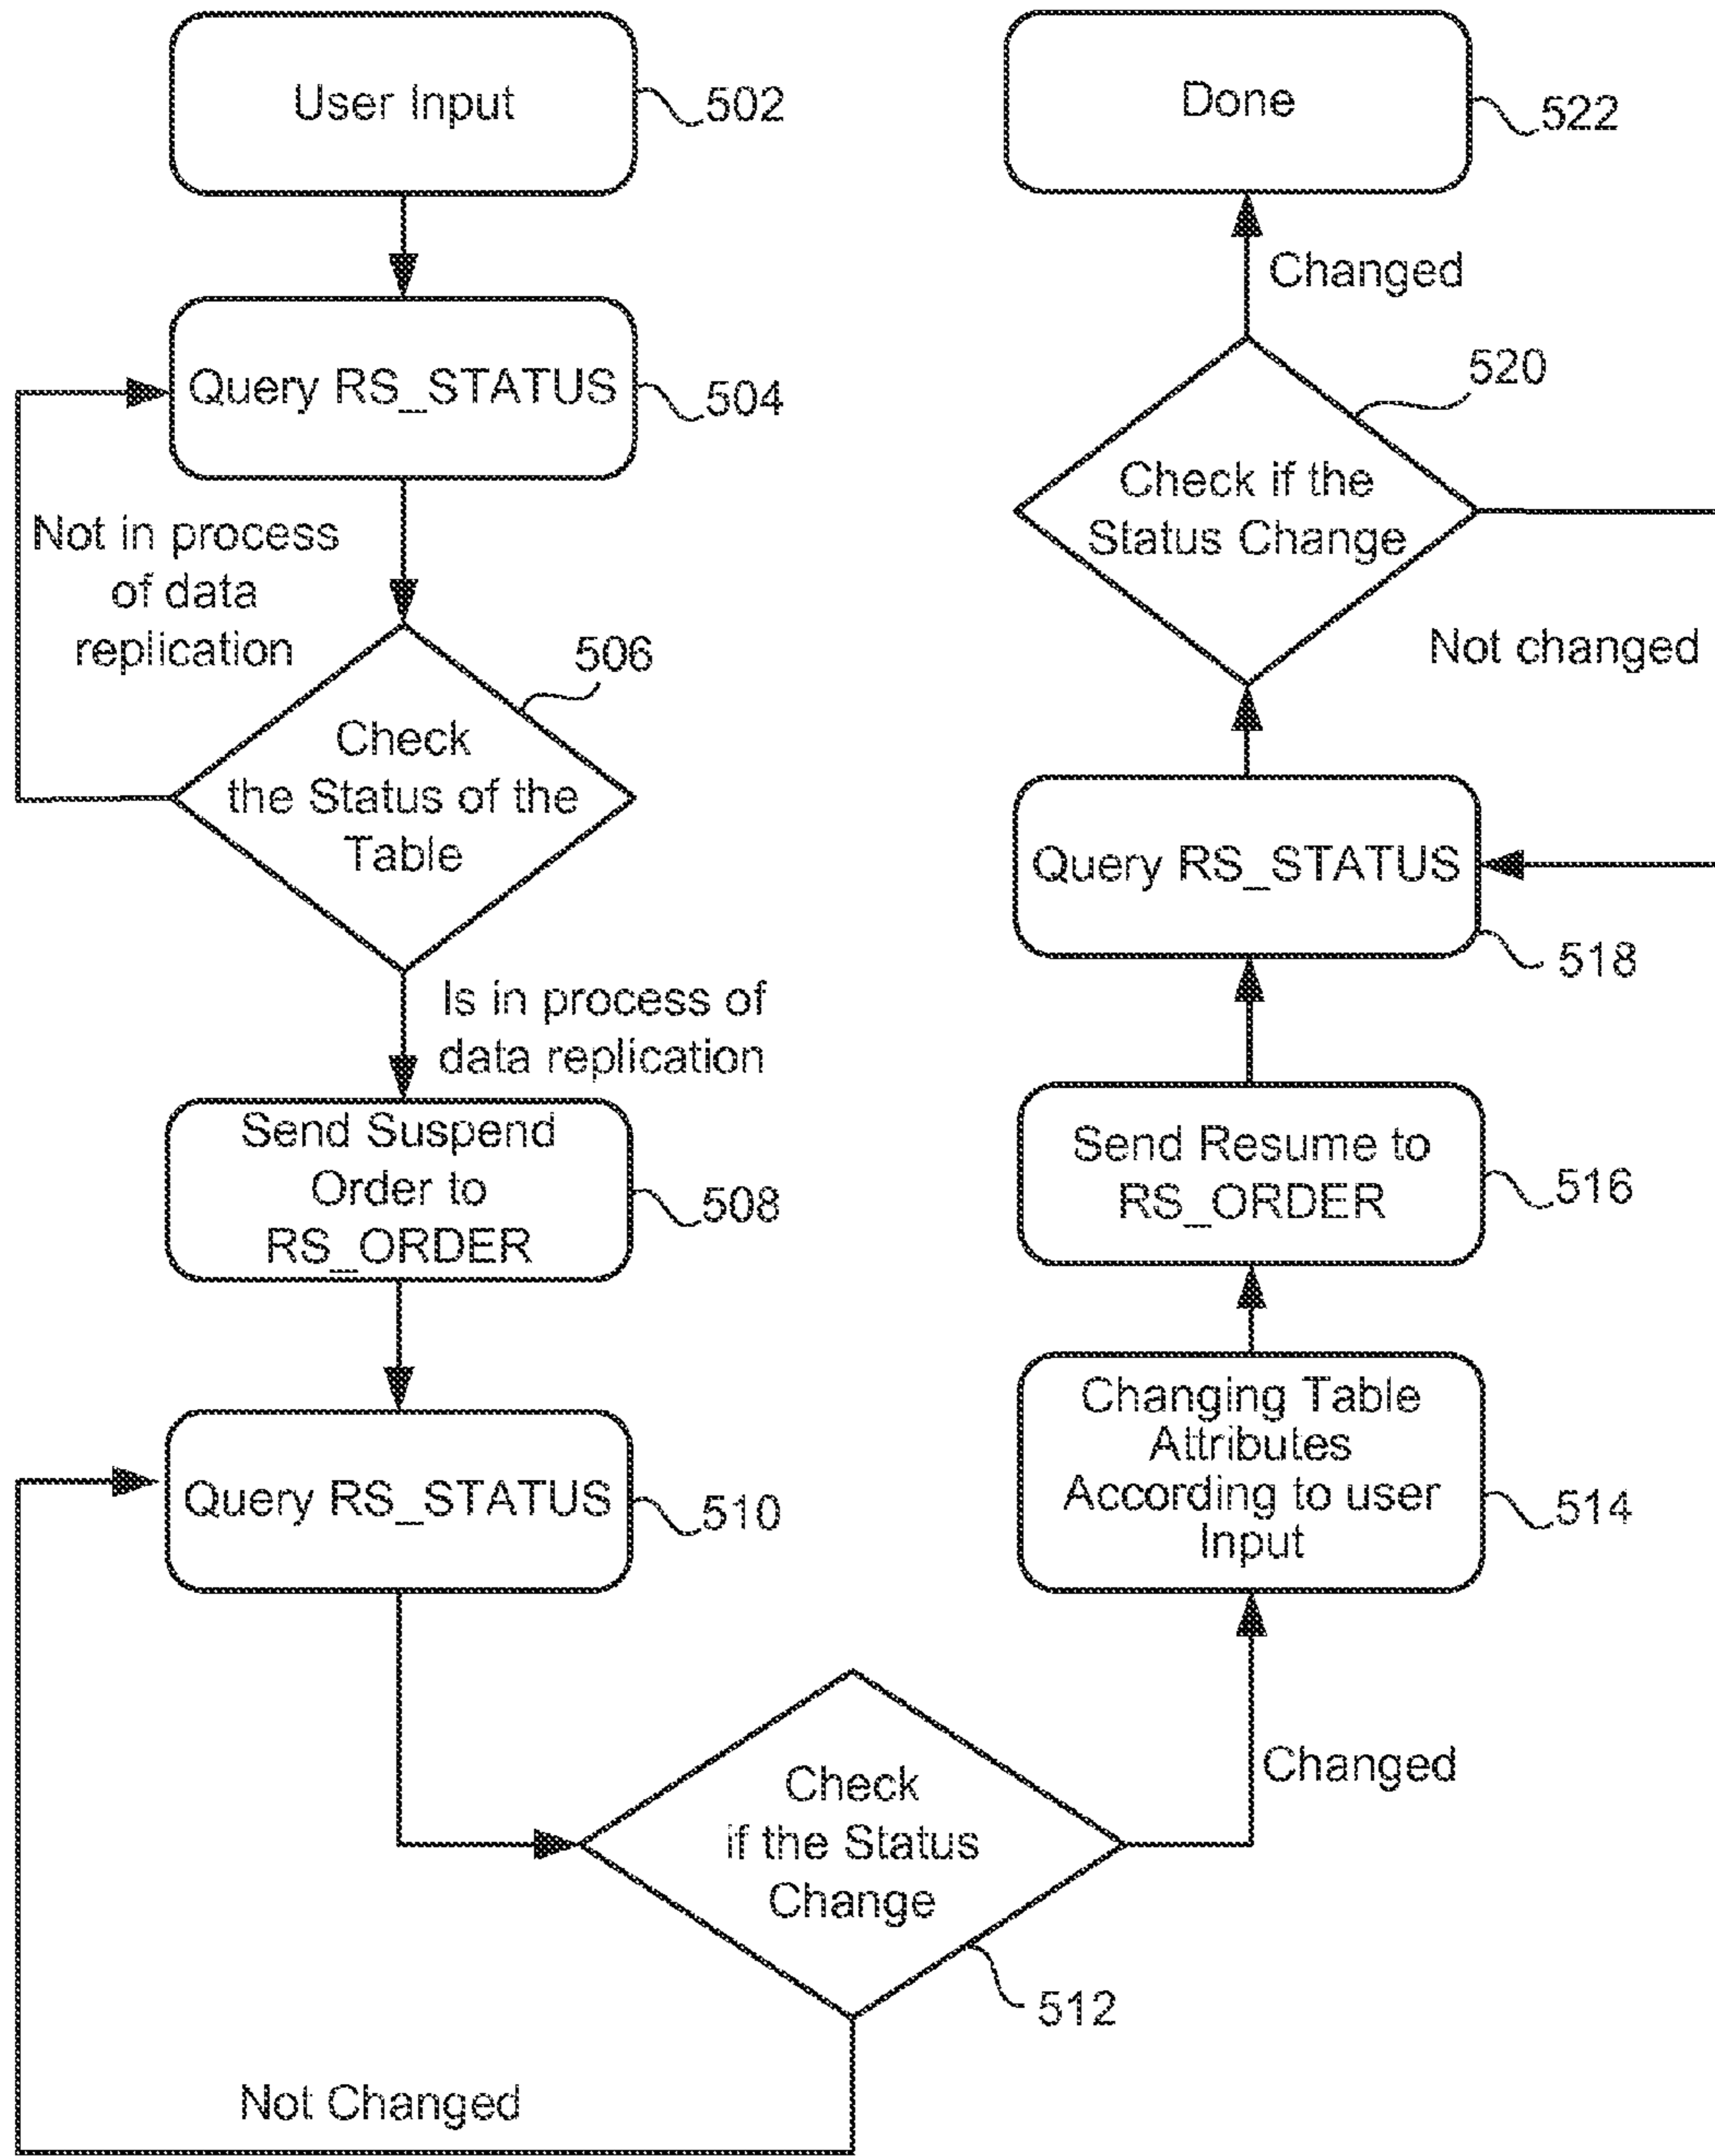 User Input
502
Query RS_STATUS
504
Not in process
of data
replication
506
Check
the Status of the
Table
Is in process of
data replication
Send Suspend
Order to
RS_ORDER
508
Query RS_STATUS
510
Check
if the Status
Change
512
Not Changed
Changed
Changing Table
Attributes
According to user
Input
514
Send Resume to
RS_ORDER
516
Query RS_STATUS
518
Check if the
Status Change
520
Not changed
Changed
Done
522